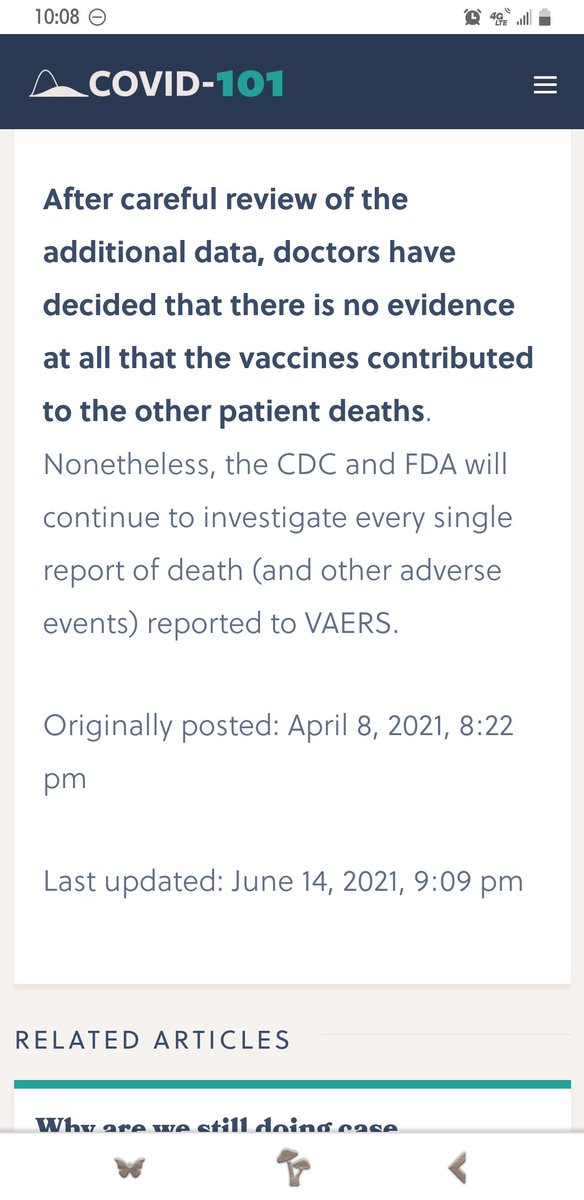 10:08
4G
LTE
COVID-101
After careful review of the
additional data, doctors have
decided that there is no evidence
at all that the vaccines contributed
to the other patient deaths.
Nonetheless, the CDC and FDA will
continue to investigate every single
report of death (and other adverse
events) reported to VAERS.
Originally posted: April 8, 2021, 8:22
pm
Last updated: June 14, 2021, 9:09 pm
RELATED ARTICLES
Why are we still doing case